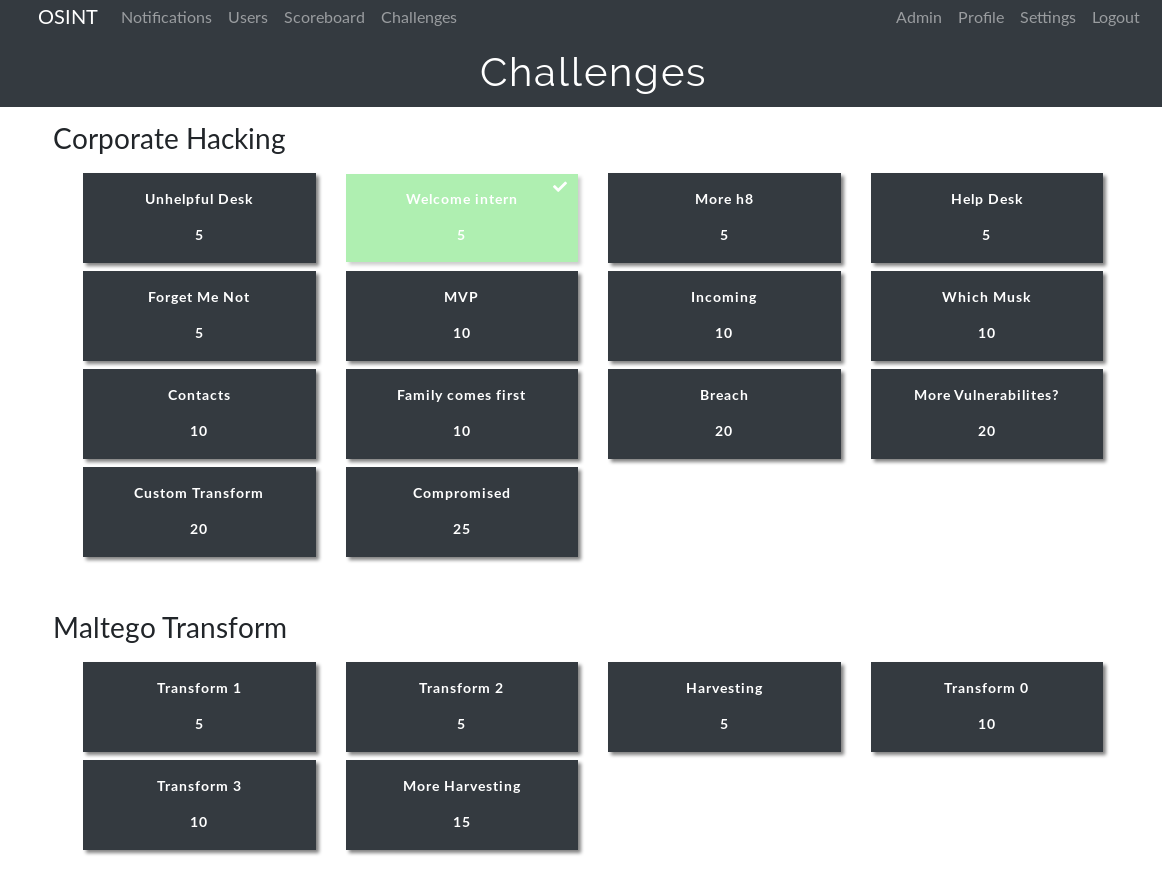 OSINT Notifications Users Scoreboard Challenges Admin Profile Settings Logout
Challenges
Corporate Hacking
Unhelpful Desk
5
Welcome intern
5
More h8
5
Help Desk
5
Forget Me Not
5
MVP
10
Incoming
10
Which Musk
10
Contacts
10
Family comes first
10
Breach
20
More Vulnerabilites?
20
Custom Transform
20
Compromised
25
Maltego Transform
Transform 1
5
Transform 2
5
Harvesting
5
Transform 0
10
Transform 3
10
More Harvesting
15